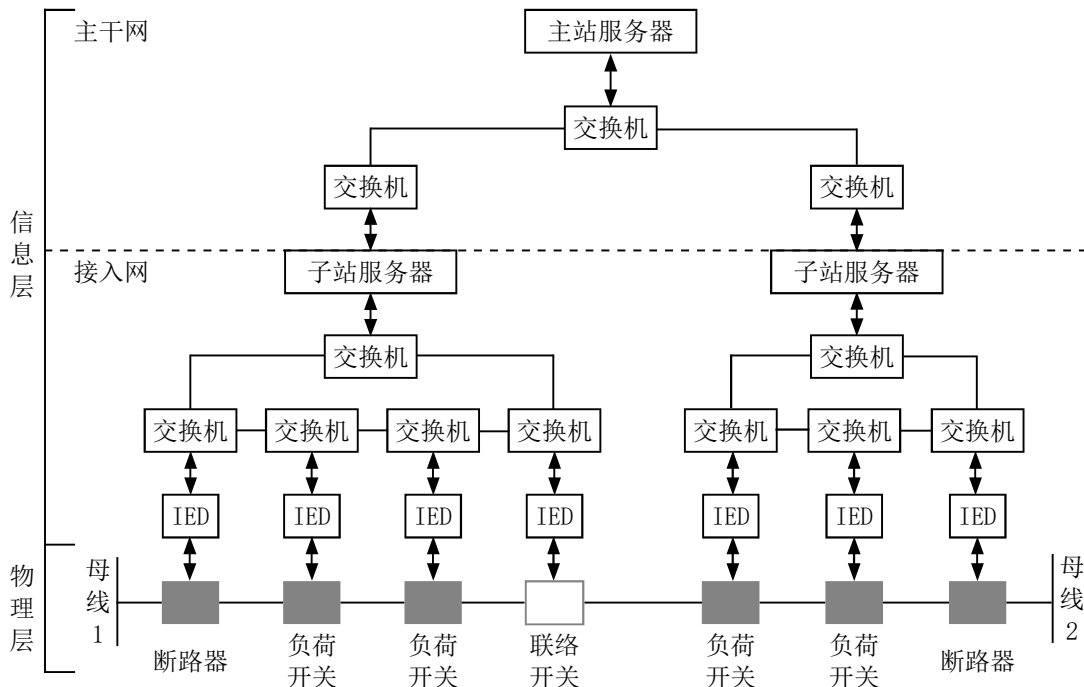 主干网
主站服务器
交换机
交换机
交换机
信息层
接入网
子站服务器
子站服务器
交换机
交换机
交换机
交换机
交换机
交换机
交换机
交换机
交换机
IED
IED
IED
IED
IED
IED
IED
物理层
母线1
母线2
断路器
负荷
开关
负荷
开关
联络
开关
负荷
开关
负荷
开关
断路器